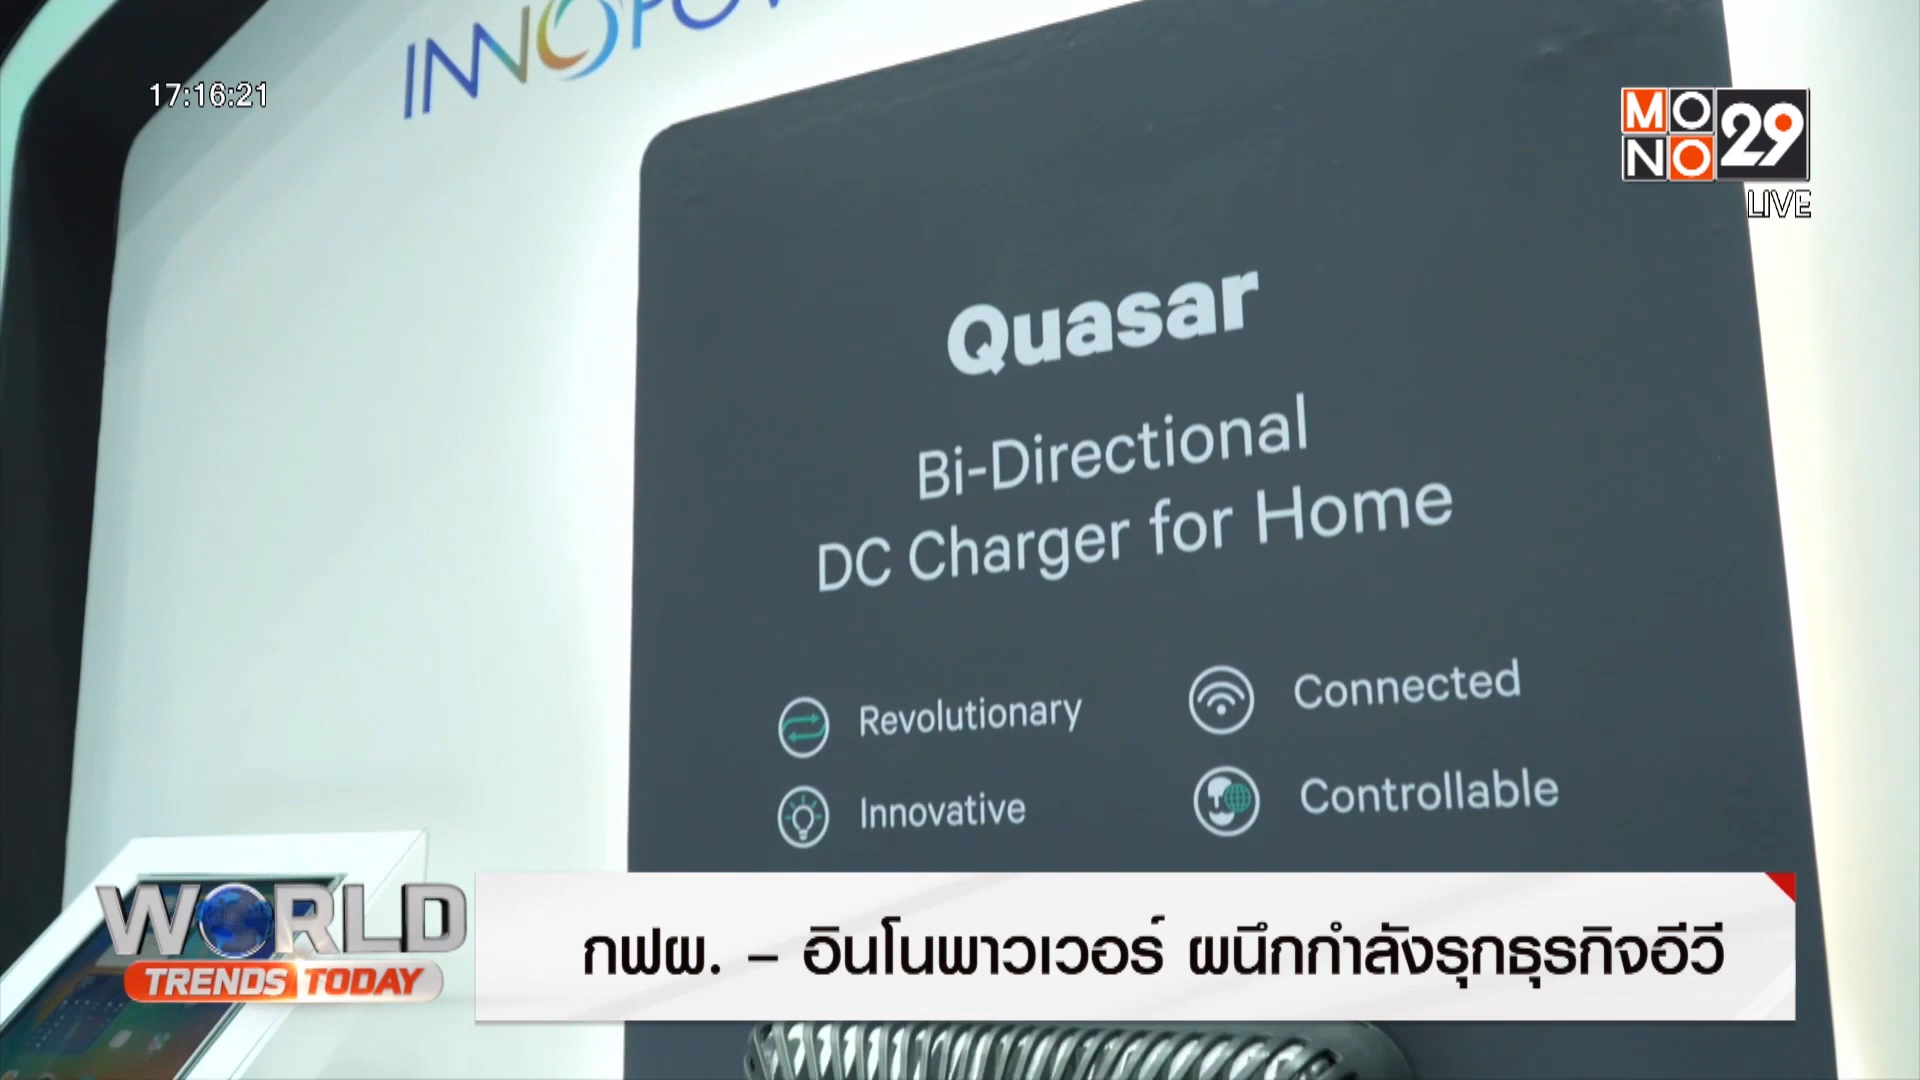 17:16:21
MONO 29
LIVE
Quasar
Bi-Directional
DC Charger for Home
Revolutionary
Connected
Innovative
Controllable
WORLD
TRENDS TODAY
กฟผ. – อินโนพาวเวอร์ ผนึกกำลังรุกธุรกิจอีวี